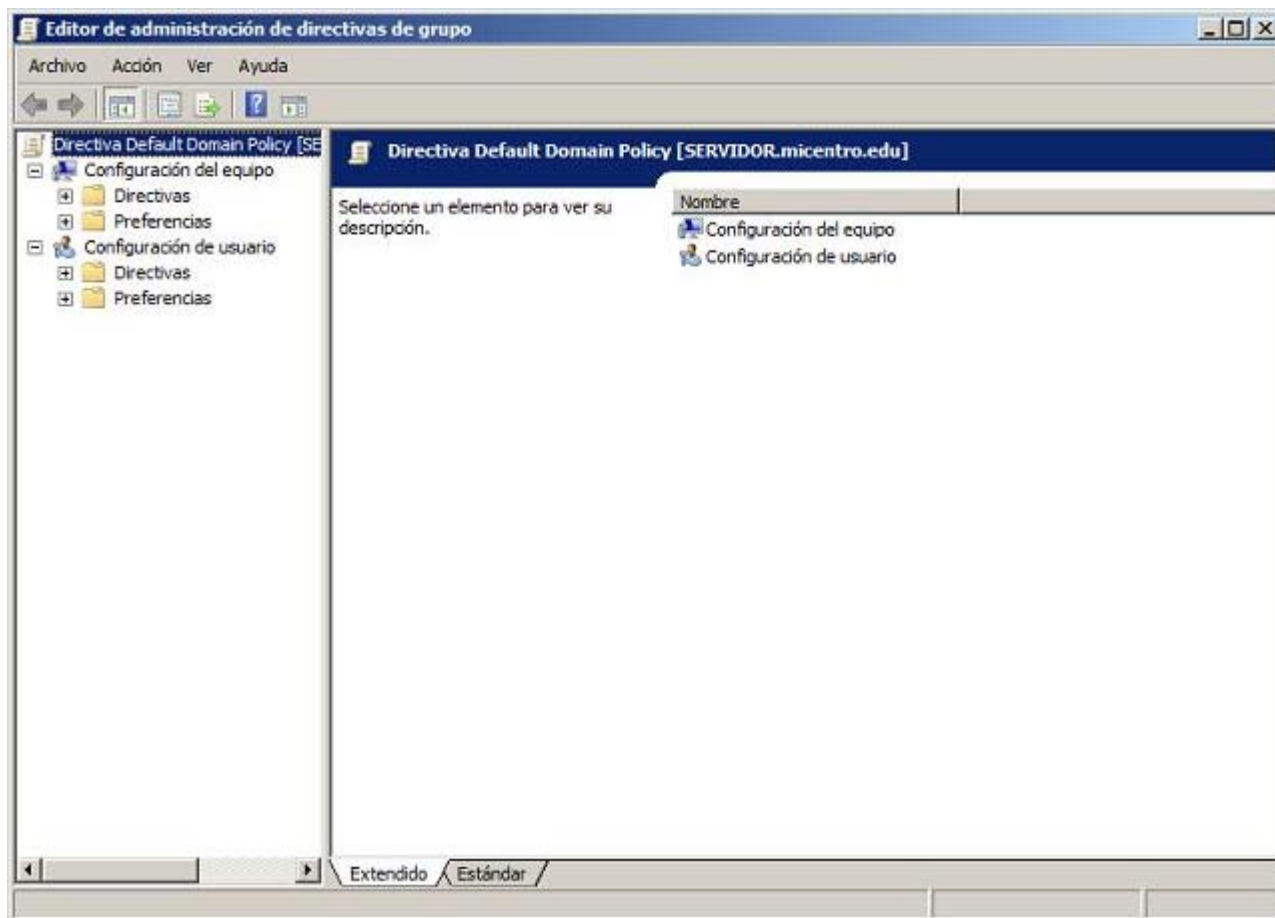 Editor de administración de directivas de grupo
Archivo Acción Ver Ayuda
Directiva Default Domain Policy [SE
Configuración del equipo
Directivas
Preferencias
Configuración de usuario
Directivas
Preferencias
Directiva Default Domain Policy [SERVIDOR.micentro.edu]
Seleccione un elemento para ver su
descripción.
Nombre
Configuración del equipo
Configuración de usuario
Extendido Estándar